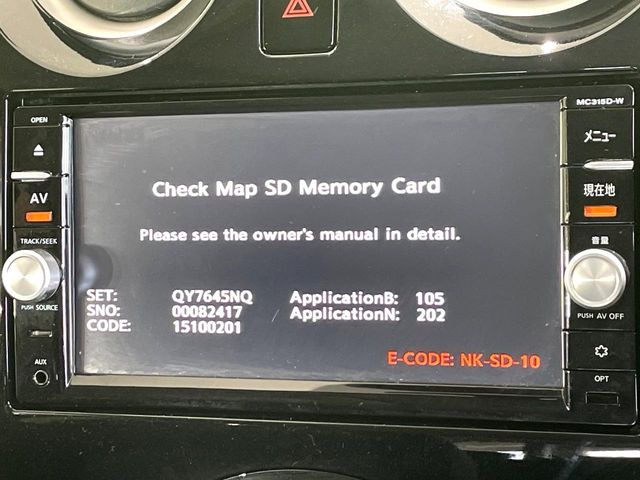 OPEN
MC315D-W
メニュー
AV
現在地
TRACK/SEEK
音量
PUSH SOURCE
PUSH AV OFF
AUX
OPT
Check Map SD Memory Card
Please see the owner's manual in detail.
SET: QY7645NQ ApplicationB: 105
SNO: 00082417 ApplicationN: 202
CODE: 15100201
E-CODE: NK-SD-10